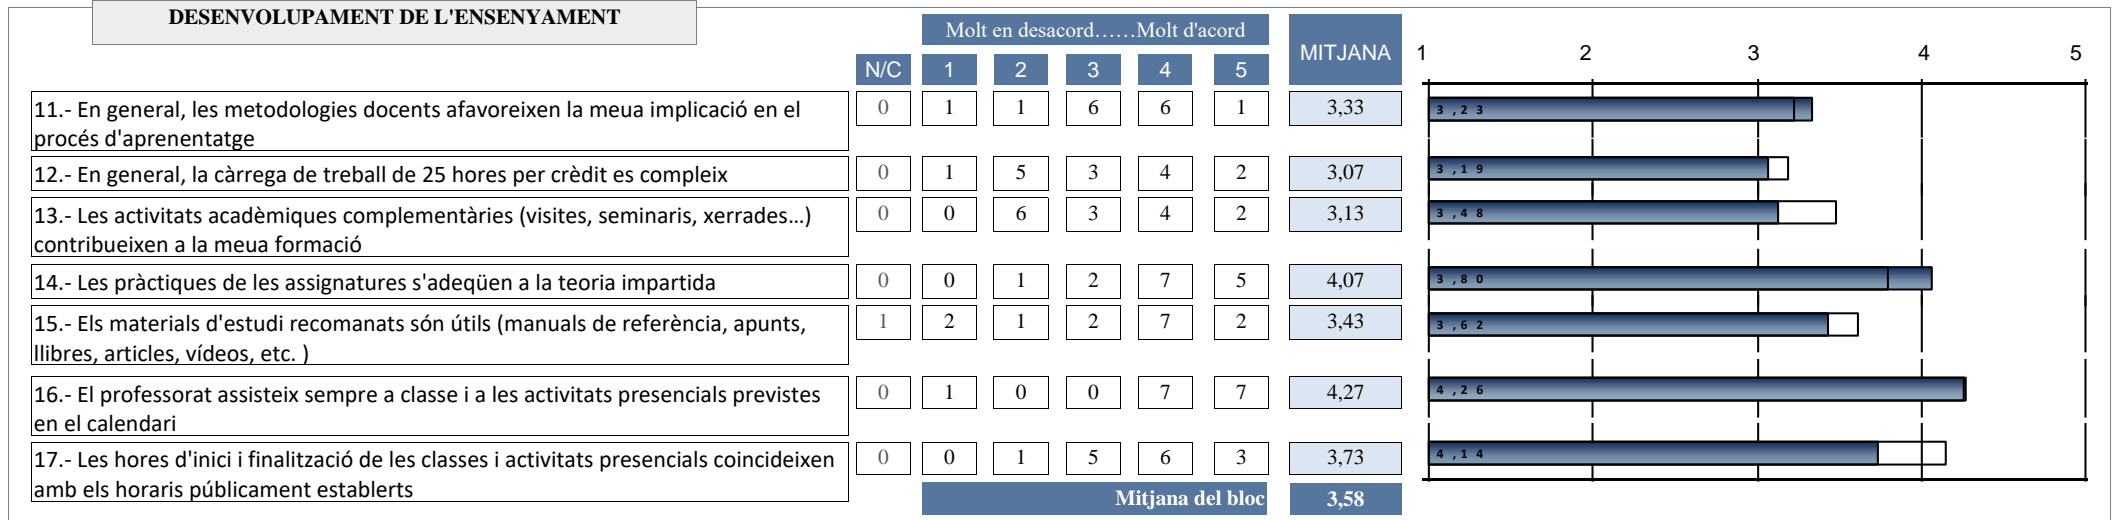 DESENVOLUPAMENT DE L'ENSENYAMENT
Molt en desacord……Molt d'acord
MITJANA
1 2 3 4 5
N/C 1 2 3 4 5
11.- En general, les metodologies docents afavoreixen la meua implicació en el
procés d'aprenentatge
0 1 1 6 6 1 3,33 3,23
12.- En general, la càrrega de treball de 25 hores per crèdit es compleix
0 1 5 3 4 2 3,07 3,19
13.- Les activitats acadèmiques complementàries (visites, seminaris, xerrades…)
contribueixen a la meua formació
0 0 6 3 4 2 3,13 3,48
14.- Les pràctiques de les assignatures s'adeqüen a la teoria impartida
0 0 1 2 7 5 4,07 3,80
15.- Els materials d'estudi recomanats són útils (manuals de referència, apunts,
llibres, articles, vídeos, etc. )
1 2 1 2 7 2 3,43 3,62
16.- El professorat assisteix sempre a classe i a les activitats presencials previstes
en el calendari
0 1 0 0 7 7 4,27 4,26
17.- Les hores d'inici i finalització de les classes i activitats presencials coincideixen
amb els horaris públicament establerts
0 0 1 5 6 3 3,73 4,14
Mitjana del bloc 3,58